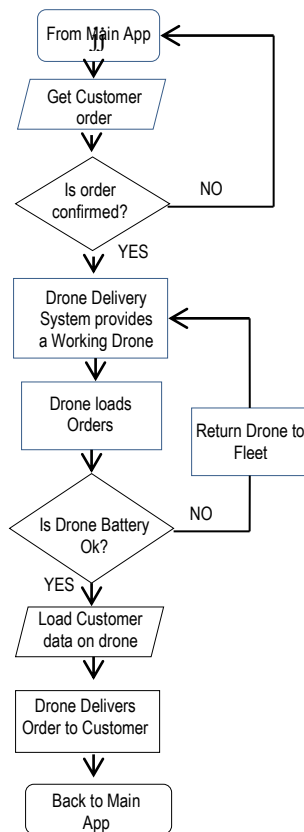 From Main App
Get Customer
order
Is order
confirmed?
NO
YES
Drone Delivery
System provides
a Working Drone
Drone loads
Orders
Return Drone to
Fleet
Is Drone Battery
Ok?
NO
YES
Load Customer
data on drone
Drone Delivers
Order to Customer
Back to Main
App